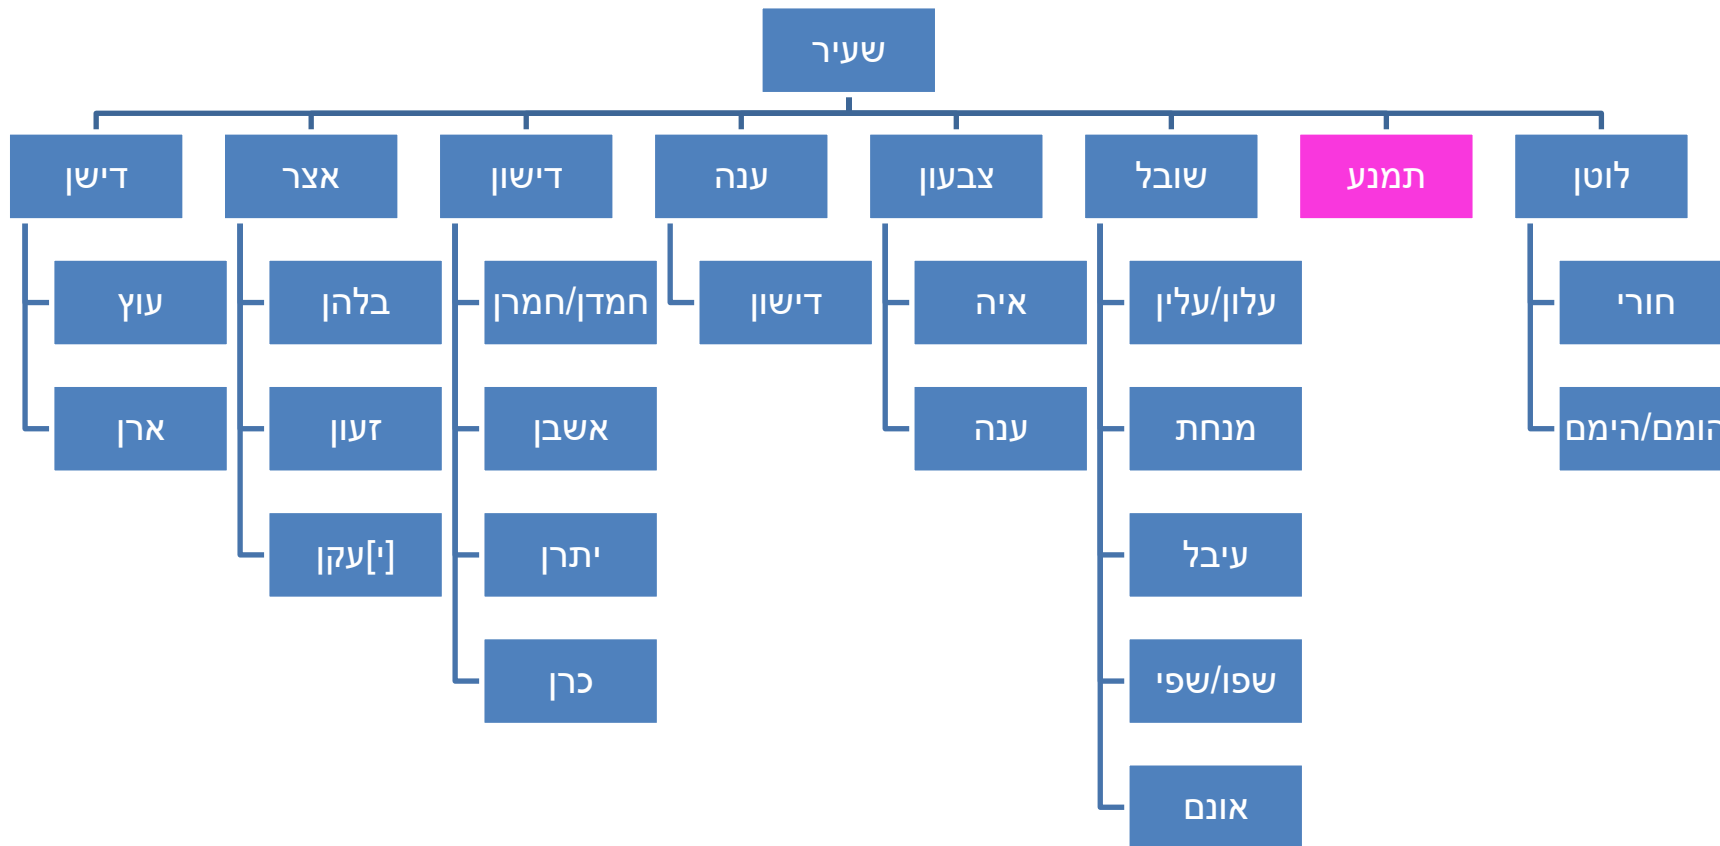 שעיר
לוטן
תמנע
שובל
צבעון
ענה
דישון
אצר
דישן
חורי
עלון/עלין
איה
דישון
חמדן/חמרן
בלהן
עוץ
הומם/הימם
מנחת
ענה
אשבן
זעון
ארן
עיבל
יתרן
[י]עקן
שפו/שפי
כרן
אונם